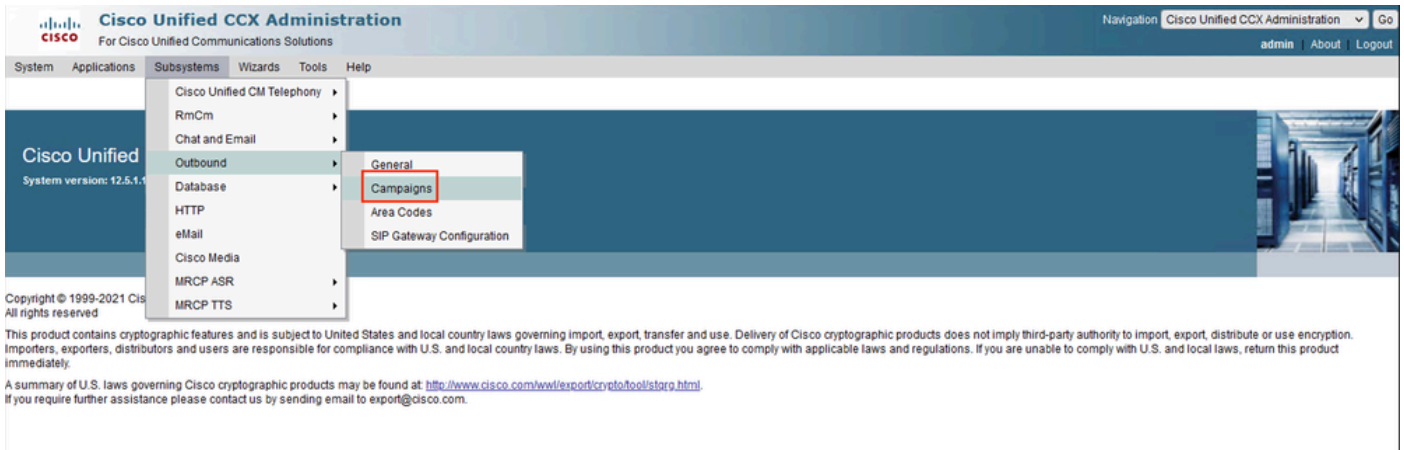 Cisco Unified CCX Administration
For Cisco Unified Communications Solutions
CISCO
Navigation Cisco Unified CCX Administration Go
admin | About | Logout
System Applications Subsystems Wizards Tools Help
Cisco Unified CM Telephony
RmCm
Chat and Email
Outbound
Database
HTTP
eMail
Cisco Media
MRCP ASR
MRCP TTS
General
Campaigns
Area Codes
SIP Gateway Configuration
Cisco Unified
System version: 12.5.1.1
Copyright © 1999-2021 Cis
All rights reserved
This product contains cryptographic features and is subject to United States and local country laws governing import, export, transfer and use. Delivery of Cisco cryptographic products does not imply third-party authority to import, export, distribute or use encryption.
Importers, exporters, distributors and users are responsible for compliance with U.S. and local country laws. By using this product you agree to comply with applicable laws and regulations. If you are unable to comply with U.S. and local laws, return this product
immediately.
A summary of U.S. laws governing Cisco cryptographic products may be found at: http://www.cisco.com/wwl/export/crypto/tool/stqrg.html.
If you require further assistance please contact us by sending email to export@cisco.com.